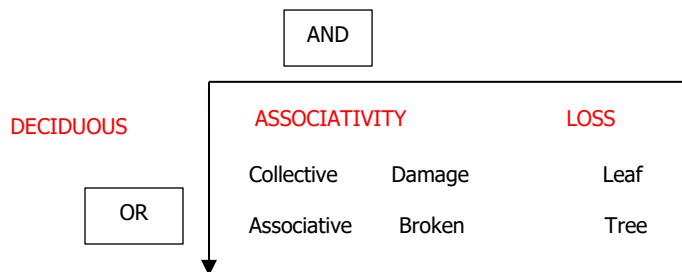 AND
DECIDUOUS ASSOCIATIVITY LOSS
Collective Damage Leaf
OR
Associative Broken Tree